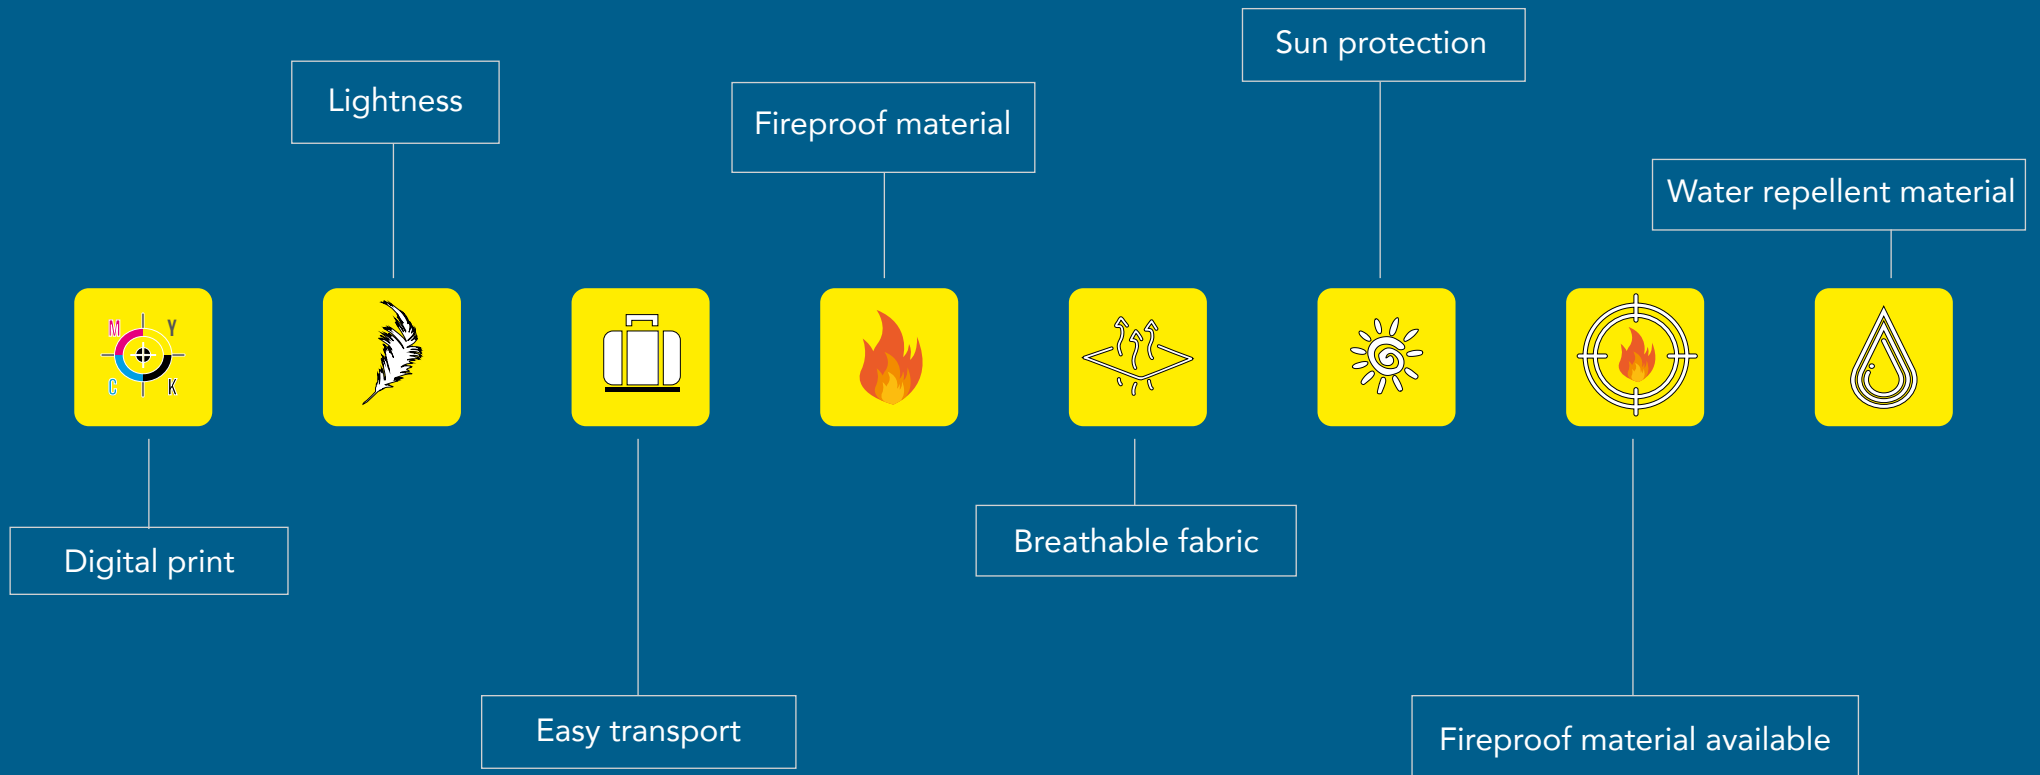 Sun protection
Lightness
Fireproof material
Water repellent material
M Y
C K
Digital print
Breathable fabric
Easy transport
Fireproof material available